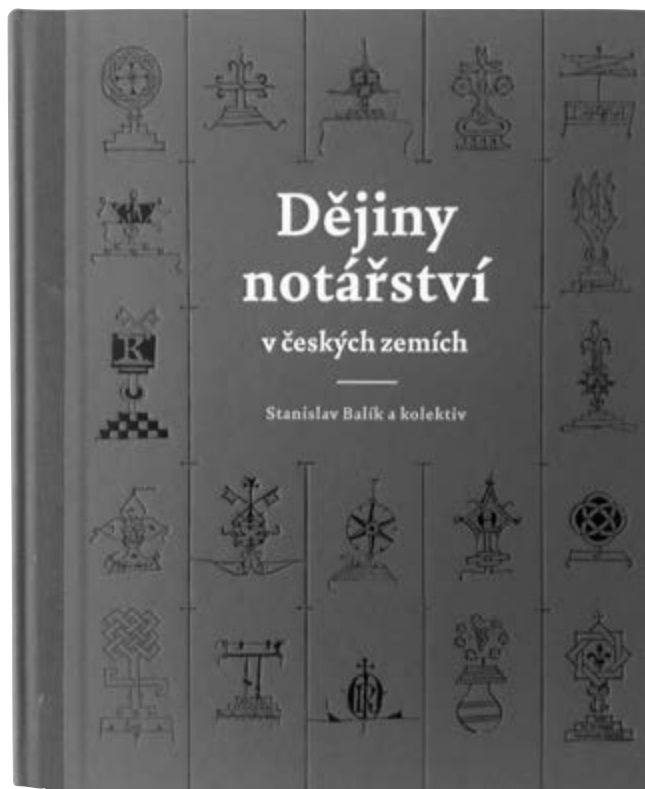 Dějiny
notářství
v českých zemích
Stanislav Balík a kolektiv
R